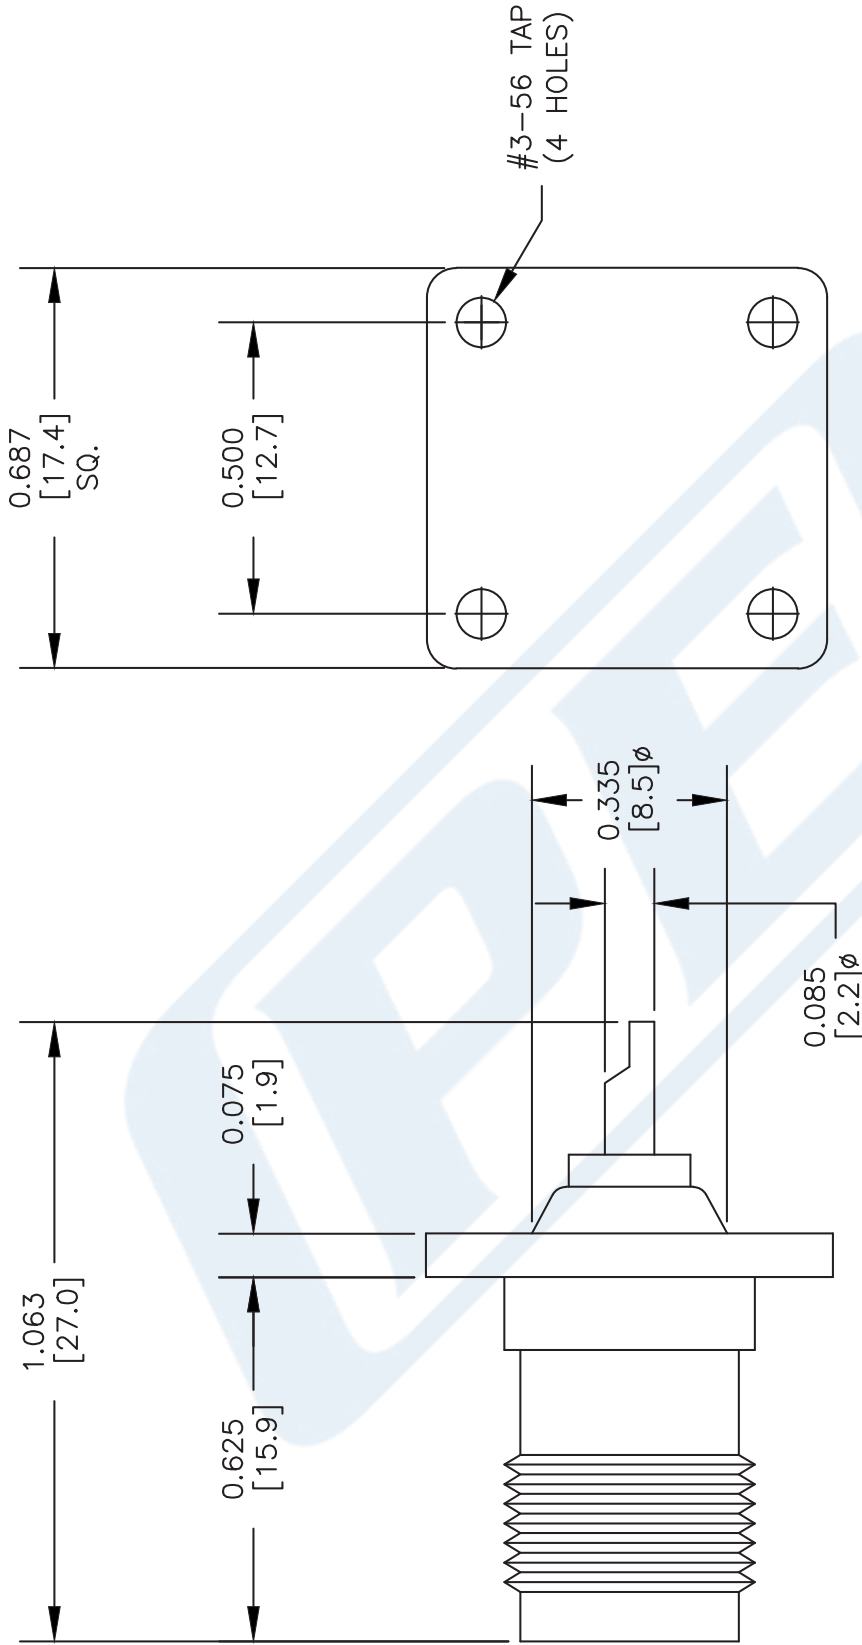 1.063
[27.0]
0.625
[15.9]
0.075
[1.9]
0.085
[2.2]ø
0.335
[8.5]ø
0.687
[17.4]
SQ.
0.500
[12.7]
#3-56 TAP
(4 HOLES)
PE